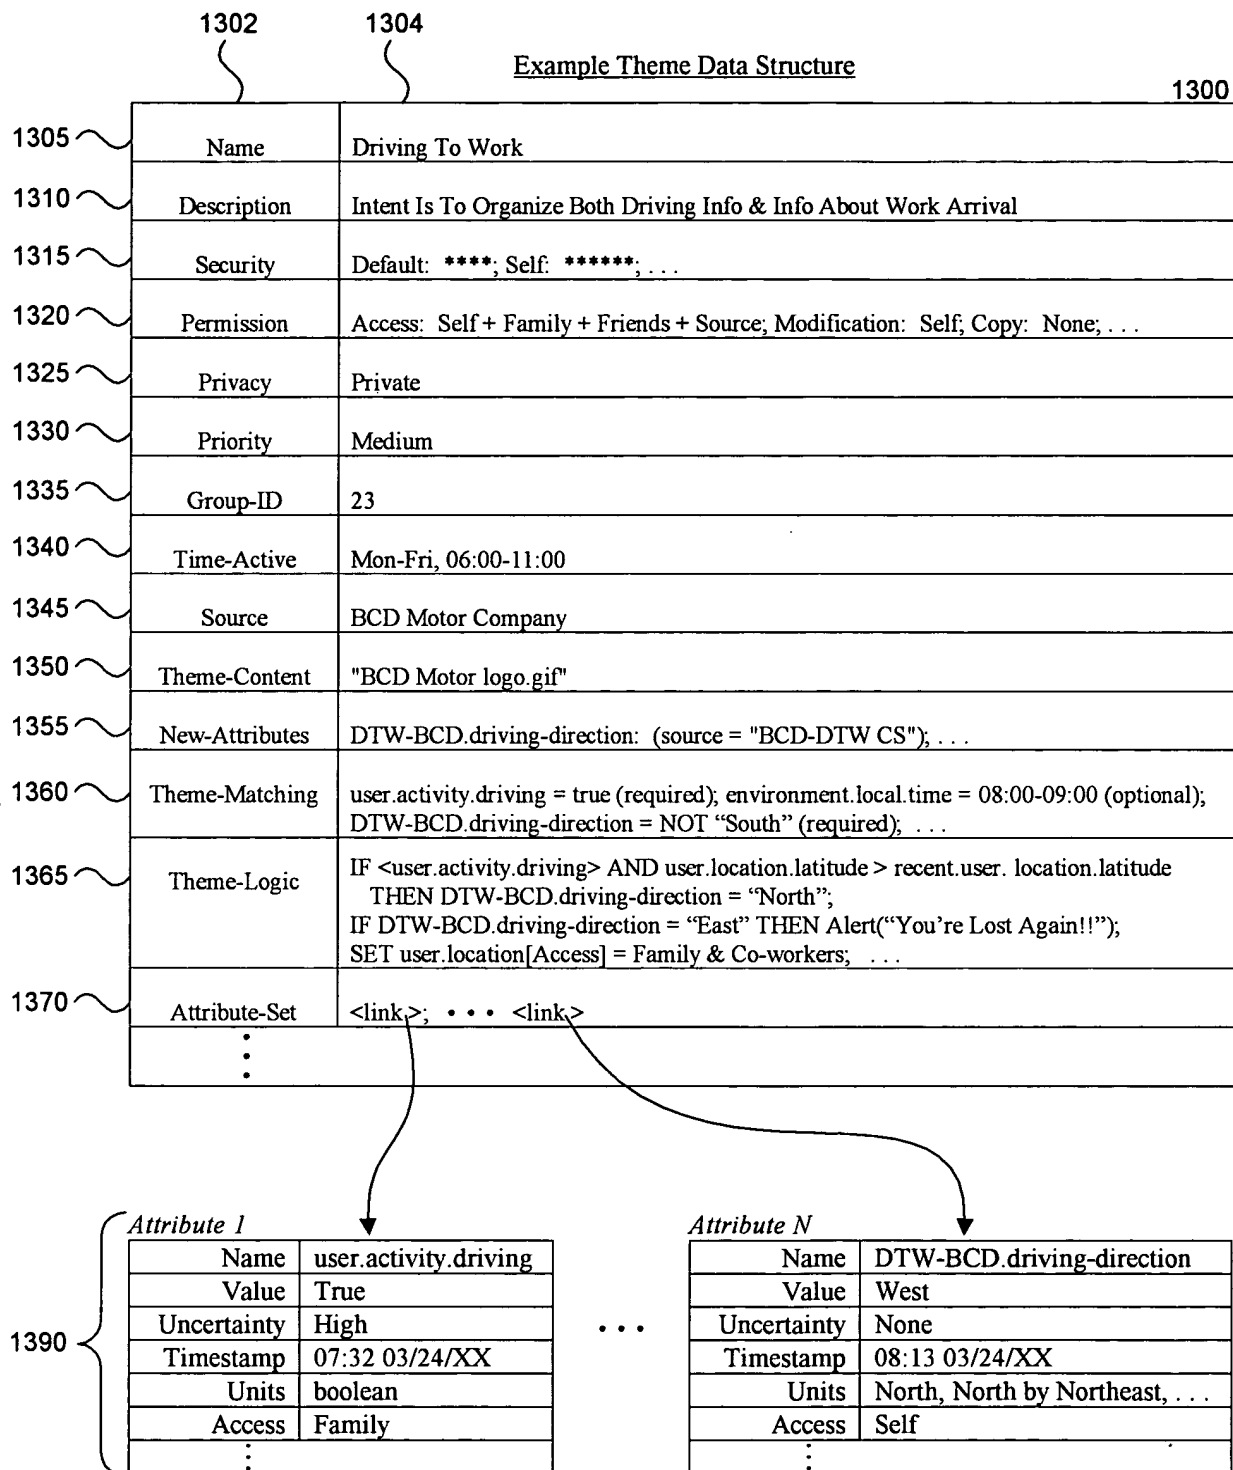 1302 1304
Example Theme Data Structure
1300
1305 Name Driving To Work
1310 Description Intent Is To Organize Both Driving Info & Info About Work Arrival
1315 Security Default: ****; Self: ******; . . .
1320 Permission Access: Self + Family + Friends + Source; Modification: Self; Copy: None; . . .
1325 Privacy Private
1330 Priority Medium
1335 Group-ID 23
1340 Time-Active Mon-Fri, 06:00-11:00
1345 Source BCD Motor Company
1350 Theme-Content "BCD Motor logo.gif"
1355 New-Attributes DTW-BCD.driving-direction: (source = "BCD-DTW CS"); . . .
1360 Theme-Matching user.activity.driving = true (required); environment.local.time = 08:00-09:00 (optional);
DTW-BCD.driving-direction = NOT “South” (required); . . .
1365 Theme-Logic IF <user.activity.driving> AND user.location.latitude > recent.user. location.latitude
THEN DTW-BCD.driving-direction = “North”;
IF DTW-BCD.driving-direction = “East” THEN Alert(“You’re Lost Again!!”);
SET user.location[Access] = Family & Co-workers; . . .
1370 Attribute-Set <link>; • • • <link>
Attribute 1 Attribute N
Name user.activity.driving Name DTW-BCD.driving-direction
Value True Value West
Uncertainty High • • • Uncertainty None
1390 Timestamp 07:32 03/24/XX Timestamp 08:13 03/24/XX
Units boolean Units North, North by Northeast, . . .
Access Family Access Self